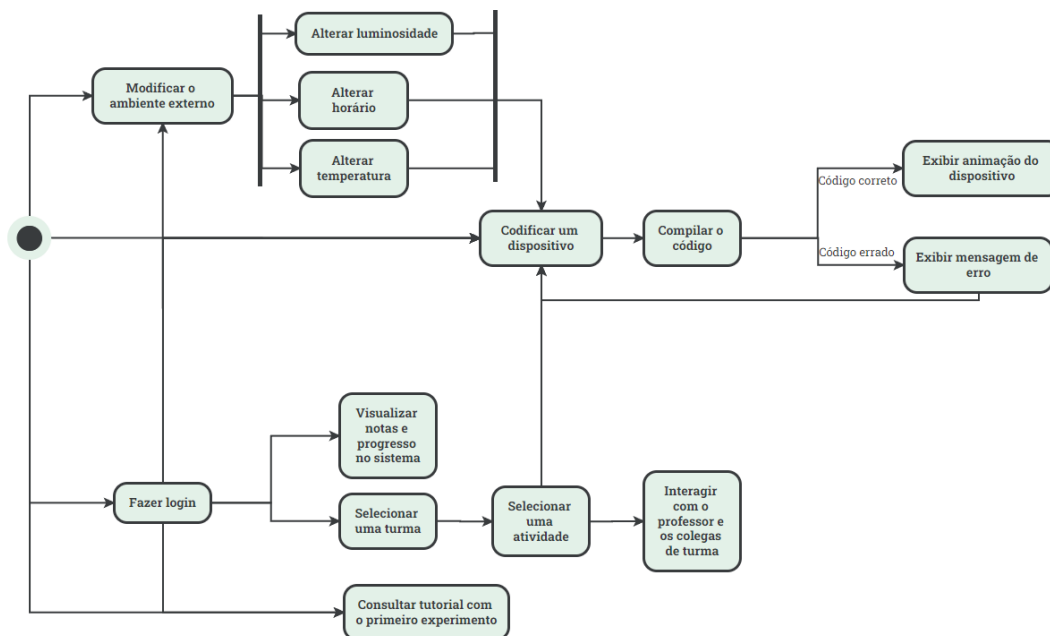 Alterar luminosidade
Modificar o
ambiente externo
Alterar
horário
Alterar
temperatura
Exibir animação do
dispositivo
Código correto
Codificar um
dispositivo
Compilar o
código
Código errado
Exibir mensagem de
erro
Visualizar
notas e
progresso
no sistema
Fazer login
Selecionar
uma turma
Selecionar
uma
atividade
Interagir
com o
professor e
os colegas
de turma
Consultar tutorial com
o primeiro experimento